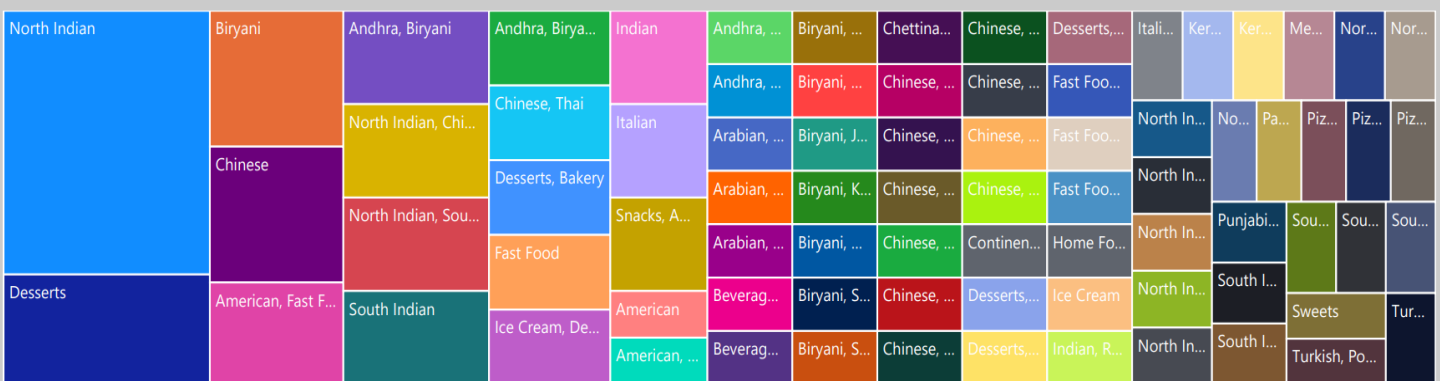 North Indian
Desserts
Biryani
Chinese
American, Fast F...
Andhra, Biryani
North Indian, Chi...
North Indian, Sou...
South Indian
Andhra, Birya...
Chinese, Thai
Desserts, Bakery
Fast Food
Ice Cream, De...
Indian
Italian
Snacks, A...
American
American, ...
Andhra, ...
Andhra, ...
Arabian, ...
Arabian, ...
Arabian, ...
Beverag...
Beverag...
Biryani, ...
Biryani, ...
Biryani, J...
Biryani, K...
Biryani, ...
Biryani, S...
Biryani, S...
Chettina...
Chinese, ...
Chinese, ...
Chinese, ...
Chinese, ...
Chinese, ...
Chinese, ...
Chinese, ...
Chinese, ...
Chinese, ...
Chinese, ...
Continen...
Desserts,...
Desserts,...
Desserts,...
Fast Foo...
Fast Foo...
Fast Foo...
Home Fo...
Ice Cream
Indian, R...
Itali...
Ker...
Ker...
Me...
Nor...
Nor...
North In...
North In...
North In...
North In...
North In...
No...
Pa...
Piz...
Piz...
Piz...
Punjabi...
South I...
South I...
Sou...
Sou...
Sou...
Sweets
Turkish, Po...
Tur...